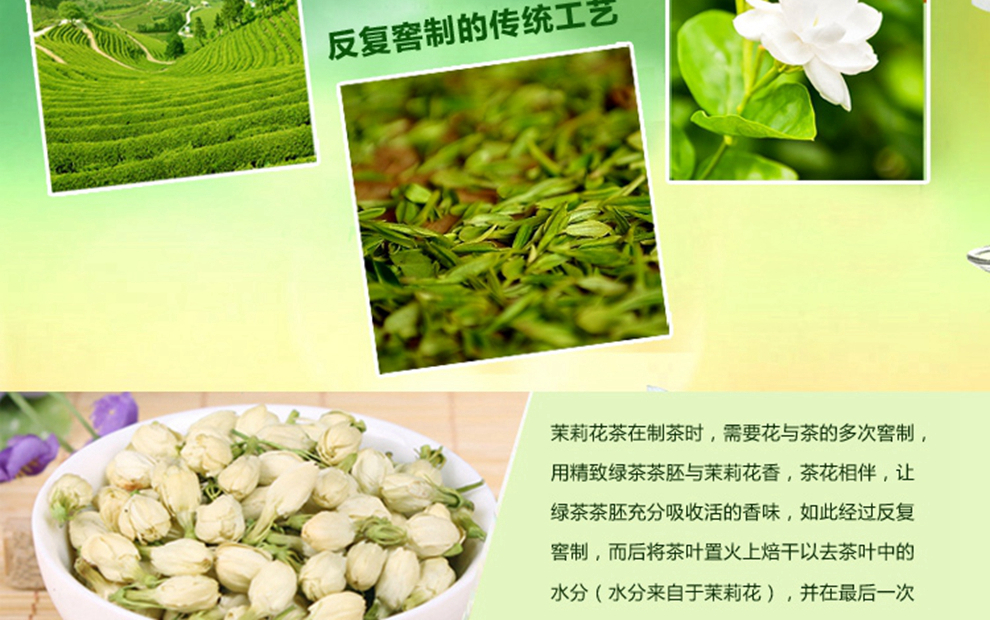 反复窨制的传统工艺
茉莉花茶在制茶时，需要花与茶的多次窨制，
用精致绿茶茶胚与茉莉花香，茶花相伴，让
绿茶茶胚充分吸收活的香味，如此经过反复
窨制，而后将茶叶置火上焙干以去茶叶中的
水分（水分来自于茉莉花），并在最后一次